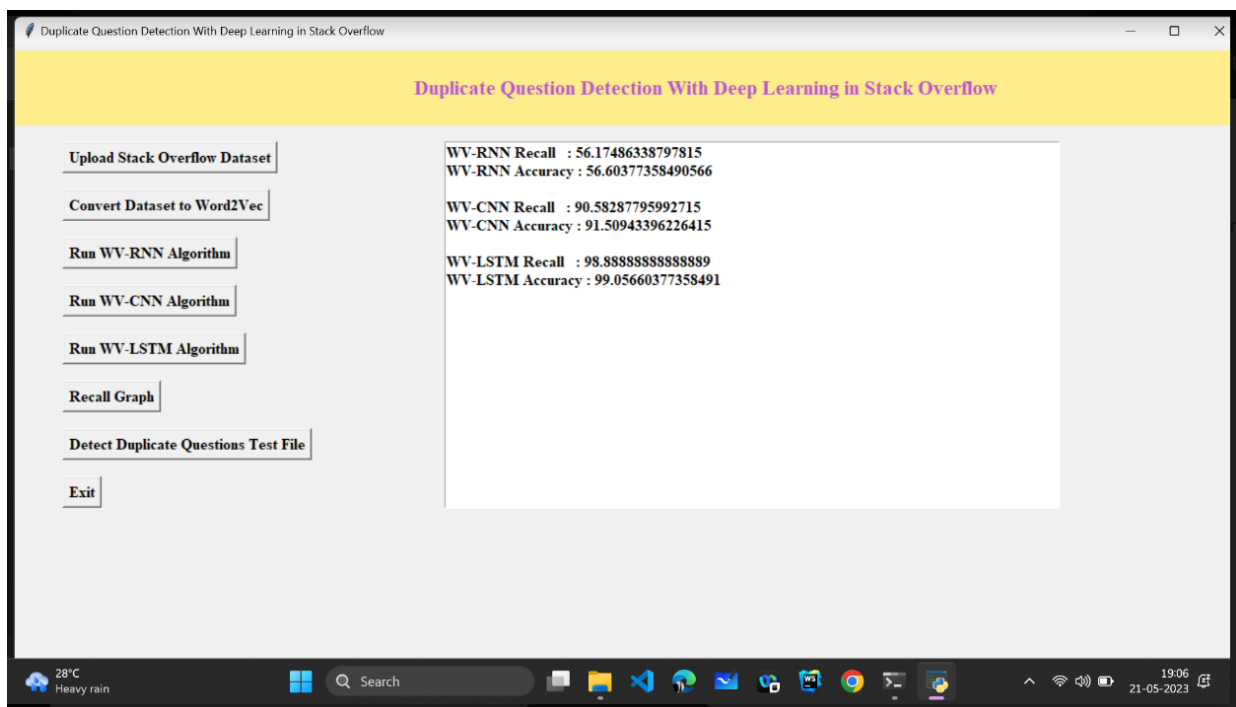 Duplicate Question Detection With Deep Learning in Stack Overflow
Duplicate Question Detection With Deep Learning in Stack Overflow
Upload Stack Overflow Dataset
Convert Dataset to Word2Vec
Run WV-RNN Algorithm
Run WV-CNN Algorithm
Run WV-LSTM Algorithm
Recall Graph
Detect Duplicate Questions Test File
Exit
WV-RNN Recall : 56.17486338797815
WV-RNN Accuracy : 56.60377358490566
WV-CNN Recall : 90.58287795992715
WV-CNN Accuracy : 91.50943396226415
WV-LSTM Recall : 98.88888888888889
WV-LSTM Accuracy : 99.05660377358491
28°C
Heavy rain
Search
WS
19:06
21-05-2023